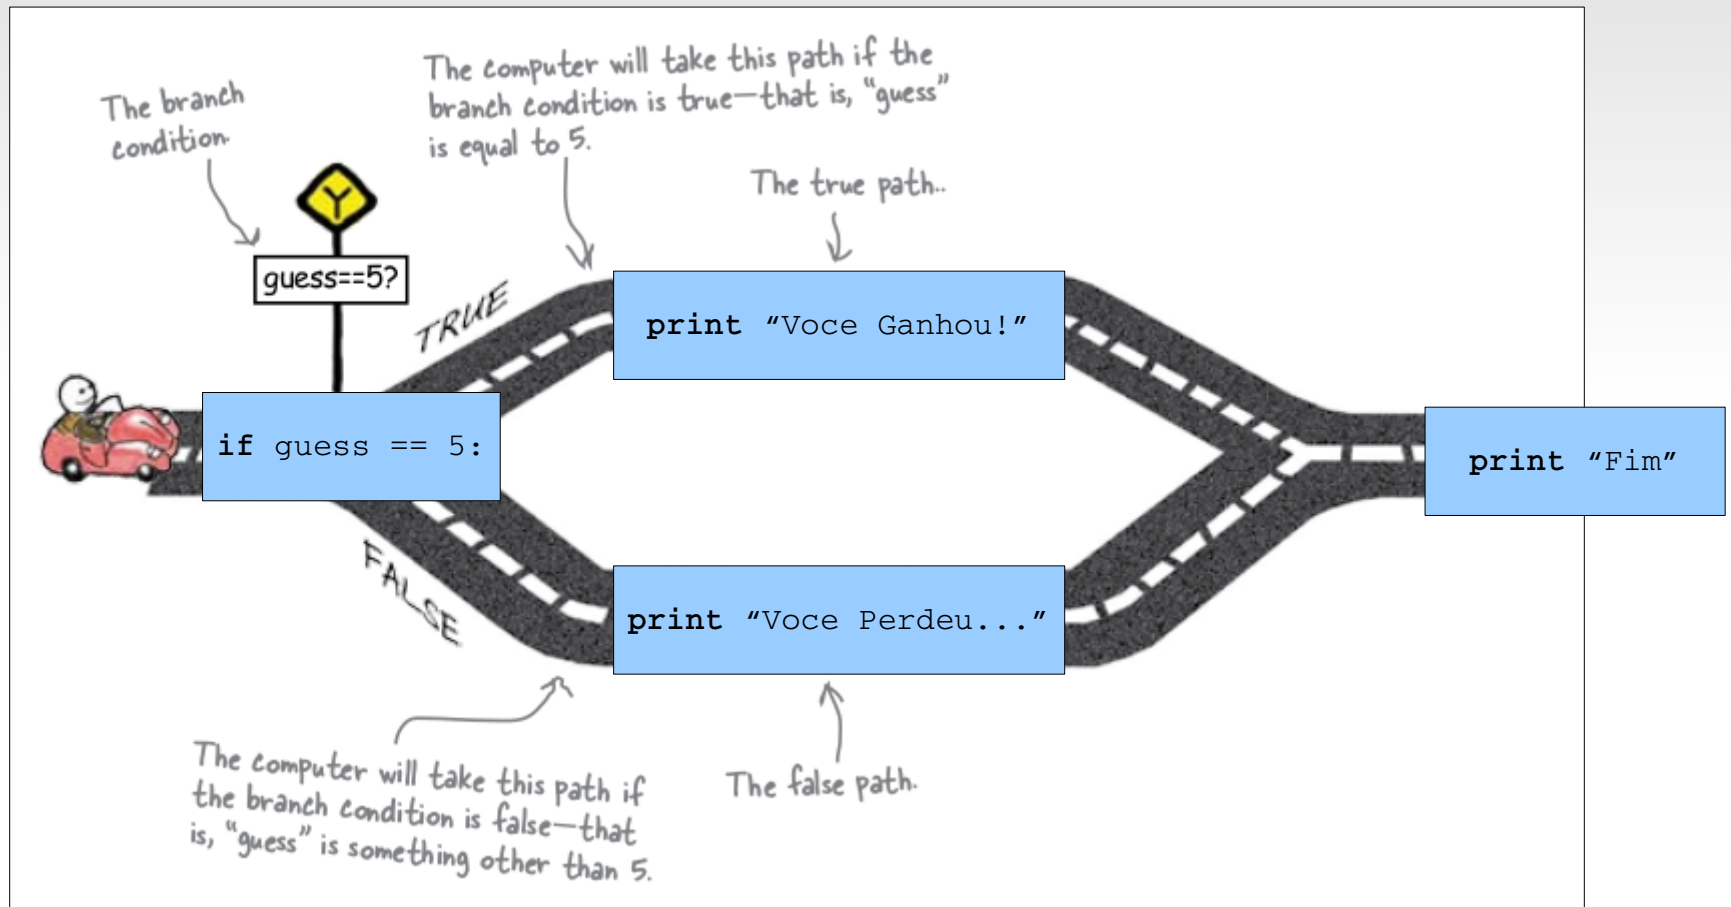 The computer will take this path if the
branch condition is true—that is, “guess”
is equal to 5.
The branch
condition.
The true path..
Y
guess==5?
TRUE
print “Voce Ganhou!”
if guess == 5:
print “Fim”
FALSE
print “Voce Perdeu...”
The computer will take this path if
the branch condition is false—that
is, “guess” is something other than 5.
The false path.